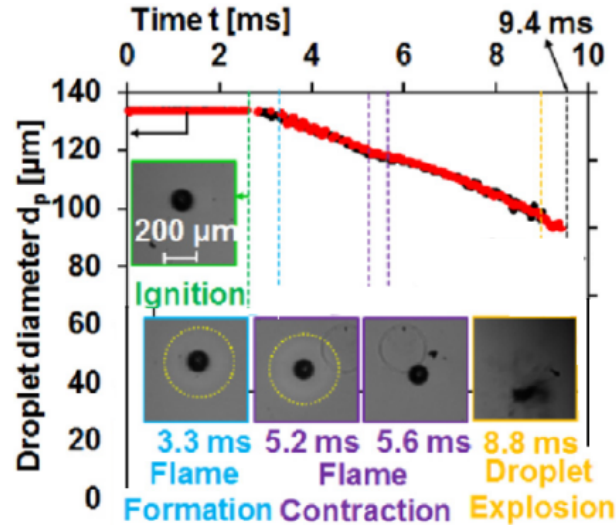 Time t [ms]
9.4 ms
0 2 4 6 8 10
Droplet diameter dₚ [µm]
140
120
100
80
60
40
20
0
200 µm
Ignition
3.3 ms
5.2 ms
5.6 ms
8.8 ms
Flame
Formation
Flame
Contraction
Droplet
Explosion